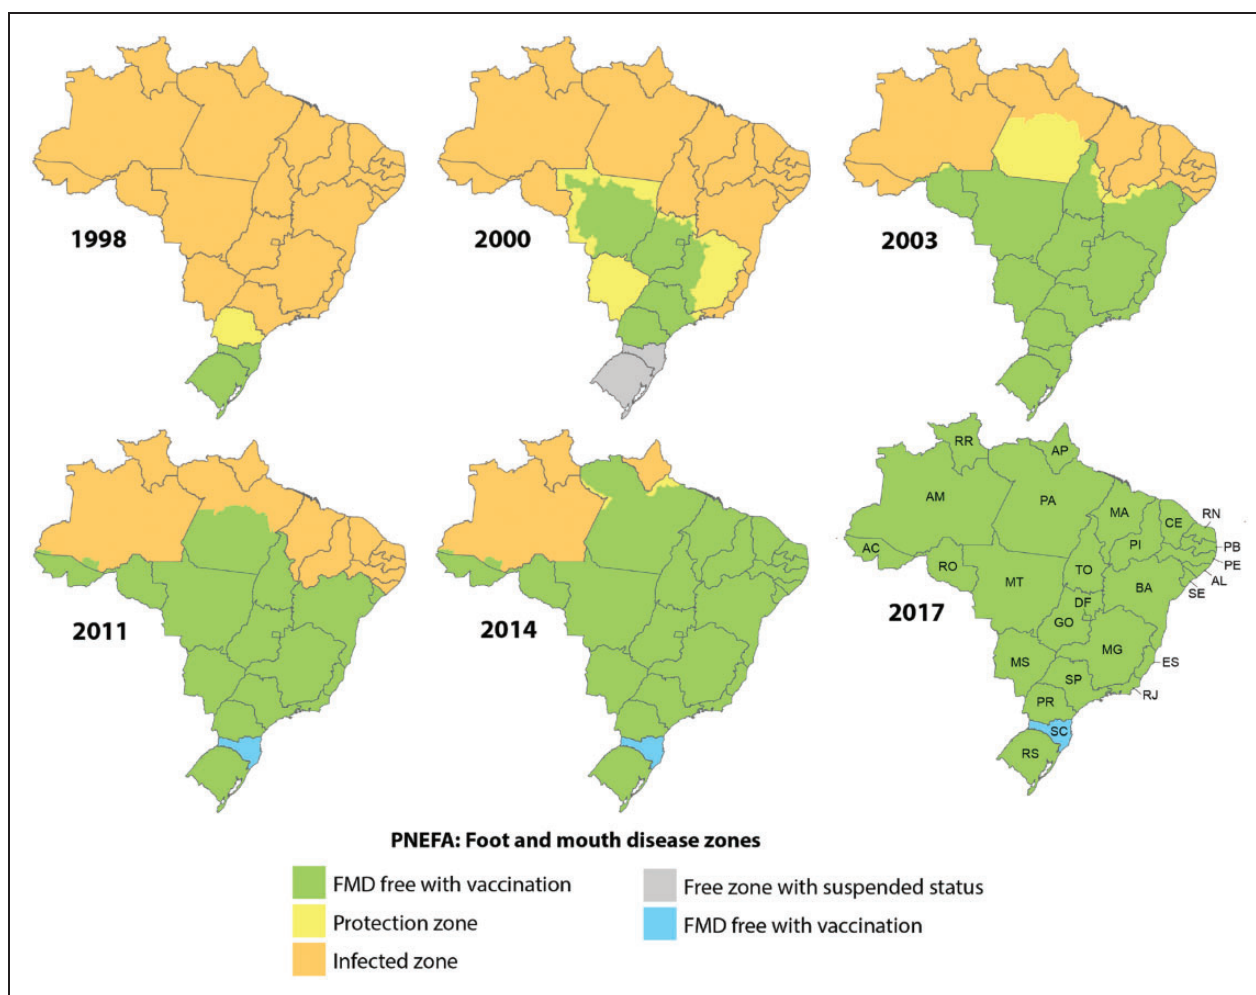 1998
2000
2003
2011
2014
2017
RR
AP
AM
PA
MA
CE
RN
PI
PB
PE
AL
SE
AC
RO
MT
TO
BA
DF
GO
MG
ES
MS
SP
RJ
PR
SC
RS
PNEFA: Foot and mouth disease zones
FMD free with vaccination
Protection zone
Infected zone
Free zone with suspended status
FMD free with vaccination